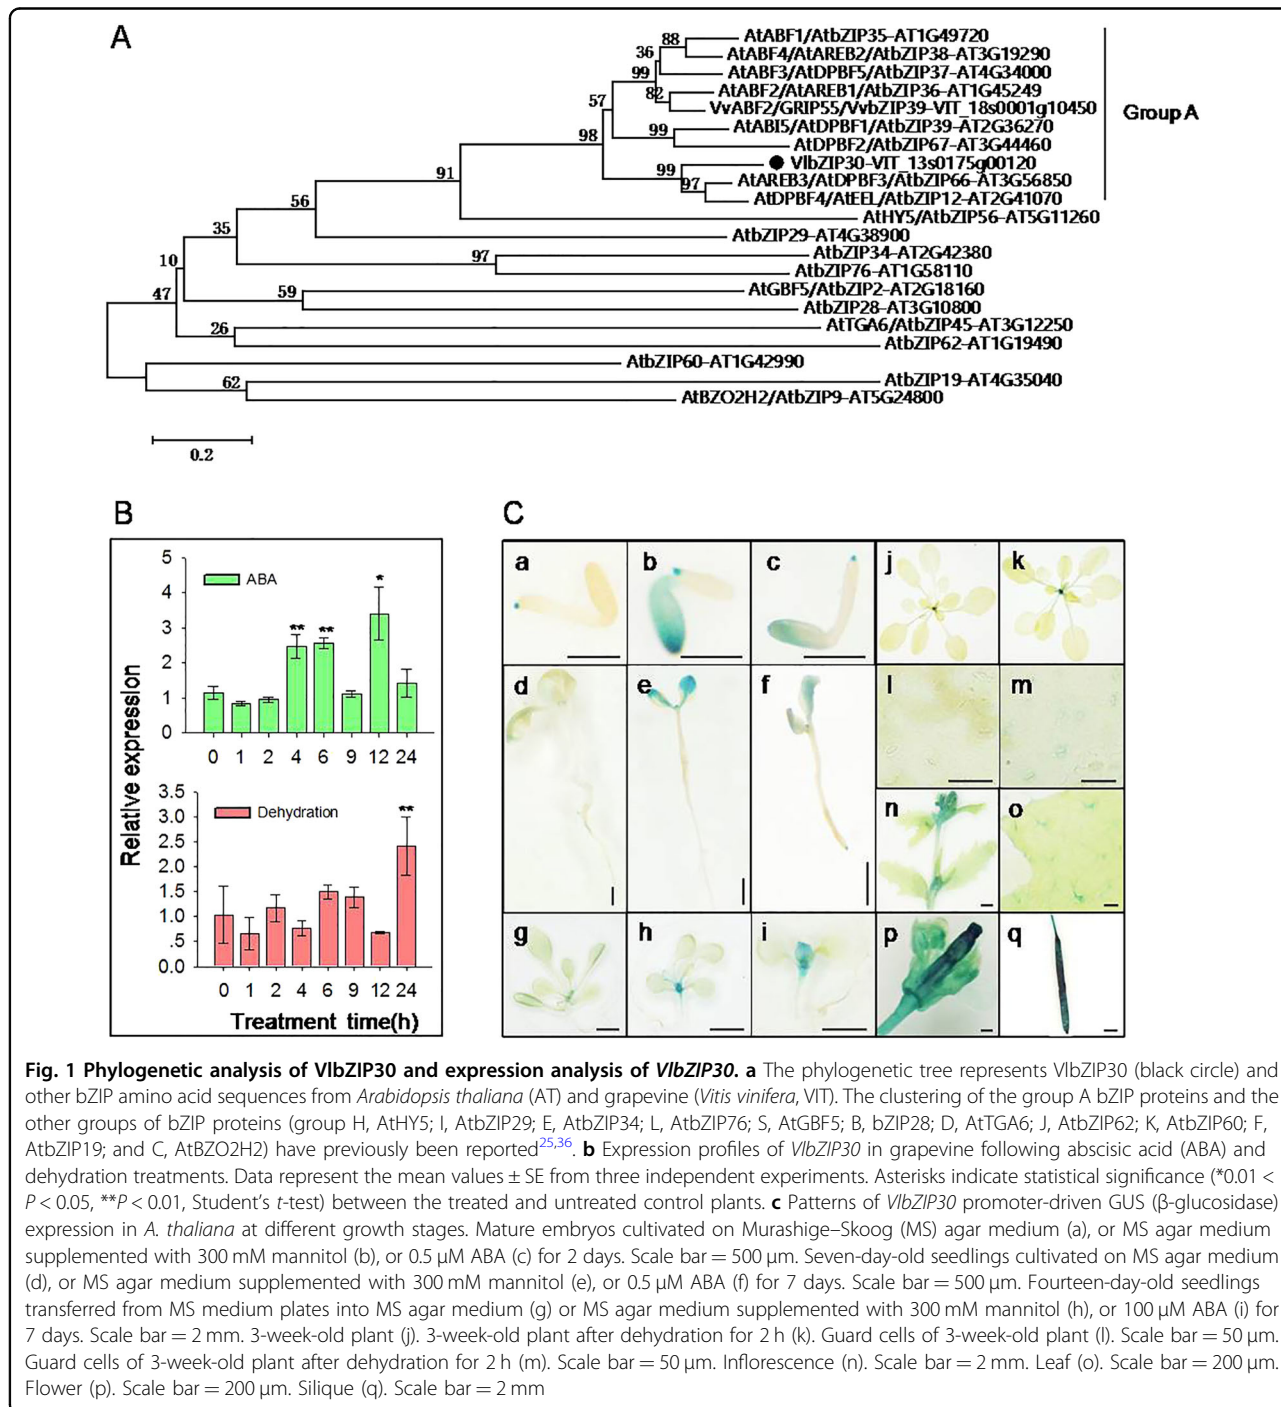 A
AtABF1/AtbZIP35-AT1G49720
AtABF4/AtAREB2/AtbZIP38-AT3G19290
AtABF3/AtDPBF5/AtbZIP37-AT4G34000
AtABF2/AtAREB1/AtbZIP36-AT1G45249
VvABF2/GRIP55/VvbZIP39-VIT_18s0001g10450
AtABI5/AtDPBF1/AtbZIP39-AT2G36270
AtDPBF2/AtbZIP67-AT3G44460
VlbZIP30-VIT_13s0175g00120
AtAREB3/AtDPBF3/AtbZIP66-AT3G56850
AtDPBF4/AtEEL/AtbZIP12-AT2G41070
AtHY5/AtbZIP56-AT5G11260
AtbZIP29-AT4G38900
AtbZIP34-AT2G42380
AtbZIP76-AT1G58110
AtGBF5/AtbZIP2-AT2G18160
AtbZIP28-AT3G10800
AtTGA6/AtbZIP45-AT3G12250
AtbZIP62-AT1G19490
AtbZIP60-AT1G42990
AtbZIP19-AT4G35040
AtBZO2H2/AtbZIP9-AT5G24800
Group A
88
36
99
82
57
99
98
99
97
91
56
35
97
10
47
59
26
62
0.2
B
Relative expression
5
4
3
2
1
0
ABA
** ** *
0 1 2 4 6 9 12 24
3.5
3.0
2.5
2.0
1.5
1.0
.5
0.0
Dehydration
**
0 1 2 4 6 9 12 24
Treatment time(h)
C
a b c j k
d e f l m
n o
g h i p q
Fig. 1 Phylogenetic analysis of VlbZIP30 and expression analysis of VlbZIP30. a The phylogenetic tree represents VlbZIP30 (black circle) and
other bZIP amino acid sequences from Arabidopsis thaliana (AT) and grapevine (Vitis vinifera, VIT). The clustering of the group A bZIP proteins and the
other groups of bZIP proteins (group H, AtHY5; I, AtbZIP29; E, AtbZIP34; L, AtbZIP76; S, AtGBF5; B, bZIP28; D, AtTGA6; J, AtbZIP62; K, AtbZIP60; F,
AtbZIP19; and C, AtBZO2H2) have previously been reported25,36. b Expression profiles of VlbZIP30 in grapevine following abscisic acid (ABA) and
dehydration treatments. Data represent the mean values ± SE from three independent experiments. Asterisks indicate statistical significance (*0.01 <
P < 0.05, **P < 0.01, Student's t-test) between the treated and untreated control plants. c Patterns of VlbZIP30 promoter-driven GUS (β-glucosidase)
expression in A. thaliana at different growth stages. Mature embryos cultivated on Murashige–Skoog (MS) agar medium (a), or MS agar medium
supplemented with 300 mM mannitol (b), or 0.5 μM ABA (c) for 2 days. Scale bar = 500 μm. Seven-day-old seedlings cultivated on MS agar medium
(d), or MS agar medium supplemented with 300 mM mannitol (e), or 0.5 μM ABA (f) for 7 days. Scale bar = 500 μm. Fourteen-day-old seedlings
transferred from MS medium plates into MS agar medium (g) or MS agar medium supplemented with 300 mM mannitol (h), or 100 μM ABA (i) for
7 days. Scale bar = 2 mm. 3-week-old plant (j). 3-week-old plant after dehydration for 2 h (k). Guard cells of 3-week-old plant (l). Scale bar = 50 μm.
Guard cells of 3-week-old plant after dehydration for 2 h (m). Scale bar = 50 μm. Inflorescence (n). Scale bar = 2 mm. Leaf (o). Scale bar = 200 μm.
Flower (p). Scale bar = 200 μm. Silique (q). Scale bar = 2 mm